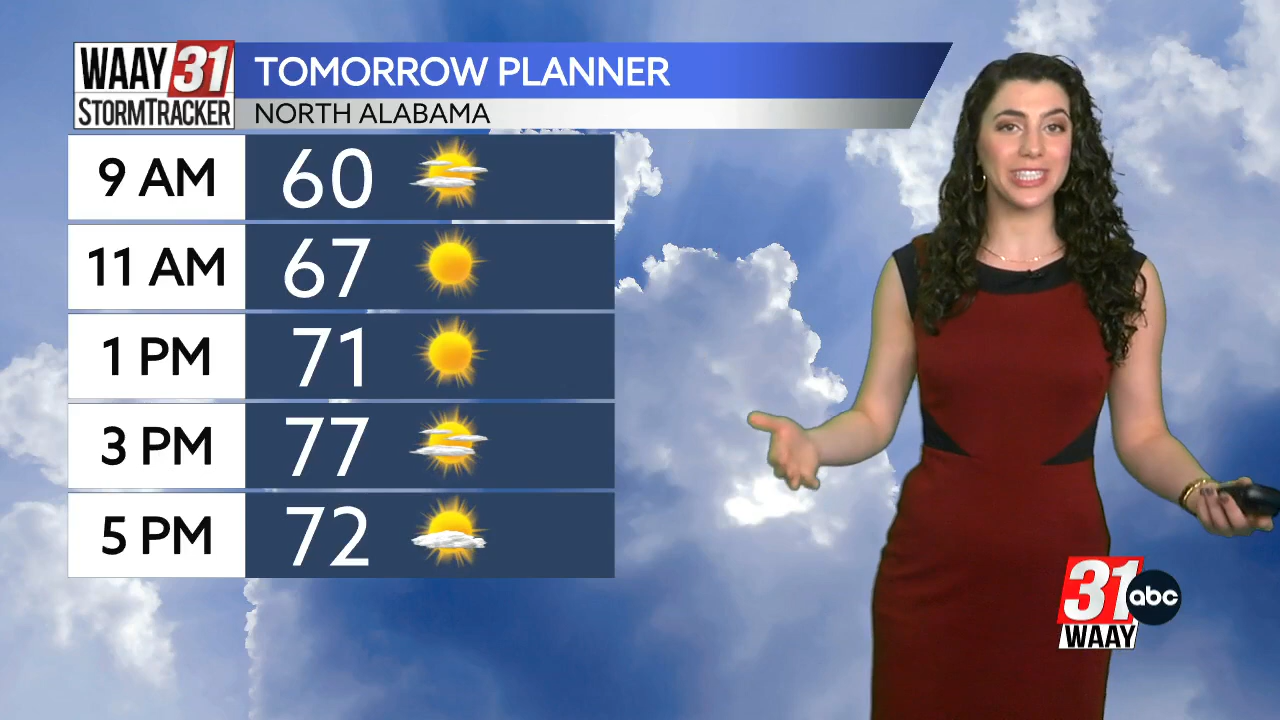 WAAY 31
STORMTRACKER
TOMORROW PLANNER
NORTH ALABAMA
9 AM 60
11 AM 67
1 PM 71
3 PM 77
5 PM 72
31
abc
WAAY